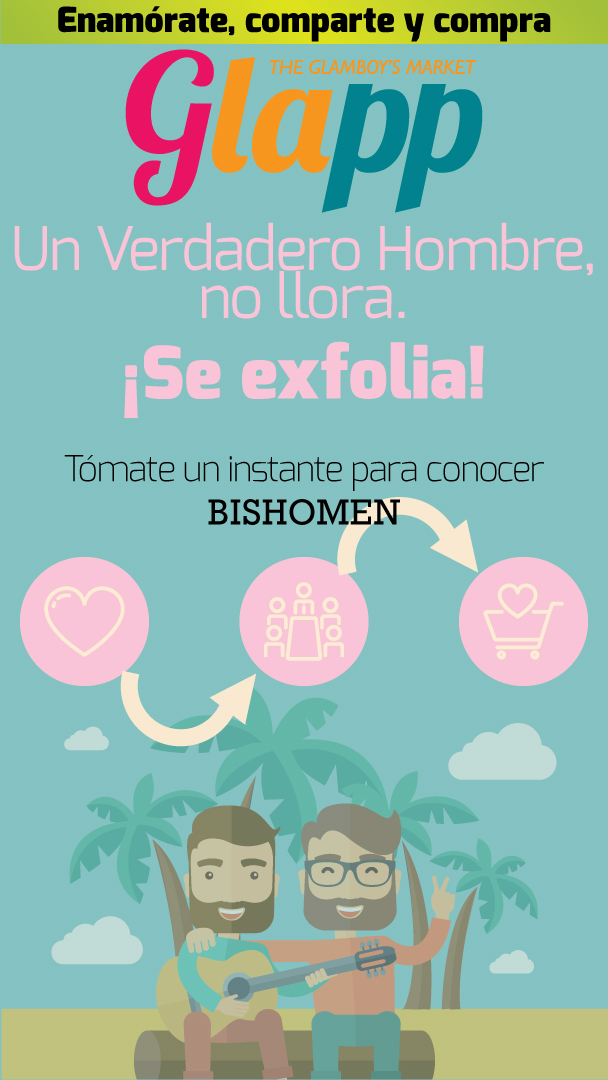 Enamórate, comparte y compra
THE GLAMBOY'S MARKET
Glapp
Un Verdadero Hombre,
no llora.
¡Se exfolia!
Tómate un instante para conocer
BISHOMEN